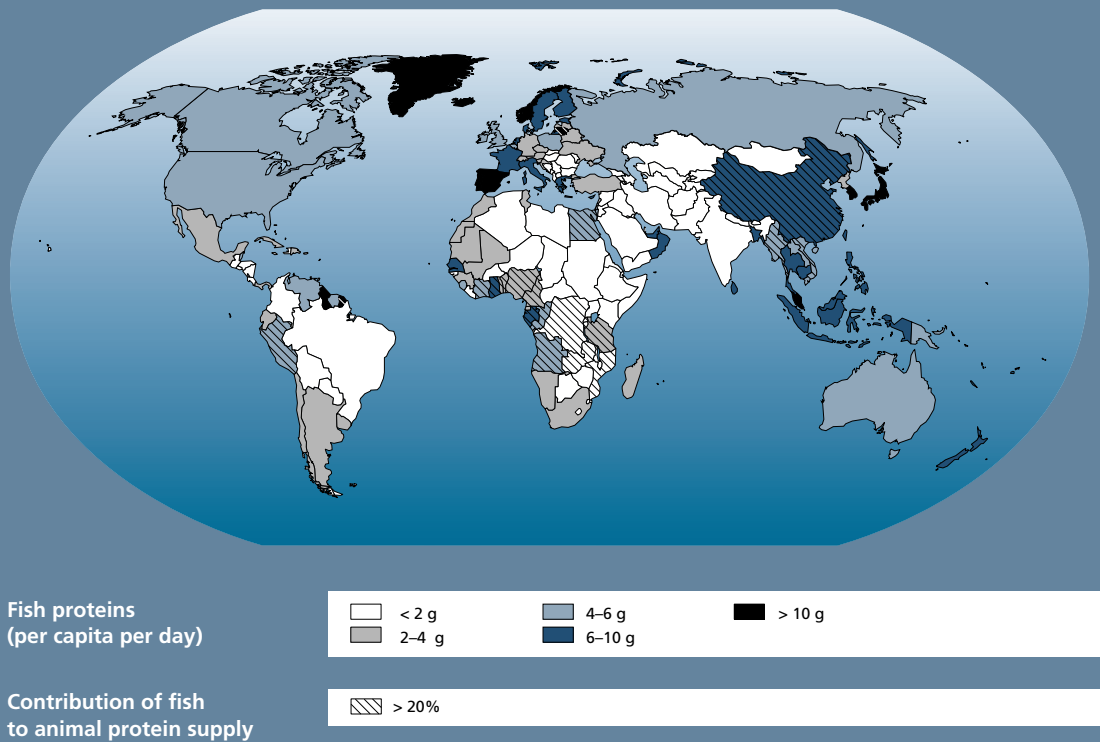 Fish proteins
(per capita per day)
< 2 g
4–6 g
> 10 g
2–4 g
6–10 g
Contribution of fish
to animal protein supply
> 20%